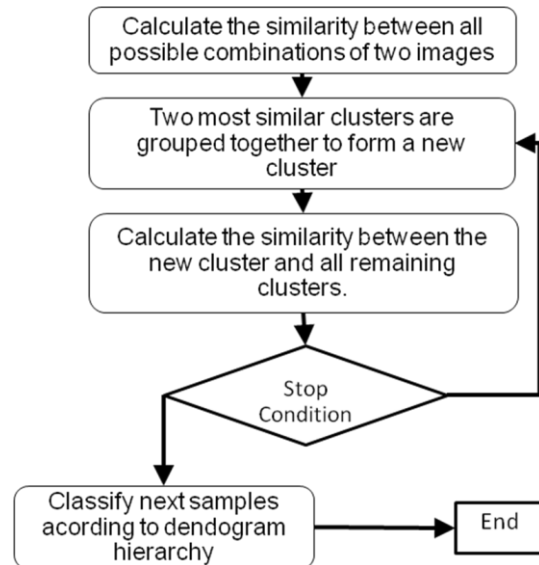 Calculate the similarity between all
possible combinations of two images
Two most similar clusters are
grouped together to form a new
cluster
Calculate the similarity between the
new cluster and all remaining
clusters.
Stop
Condition
Classify next samples
acording to dendogram
hierarchy
End